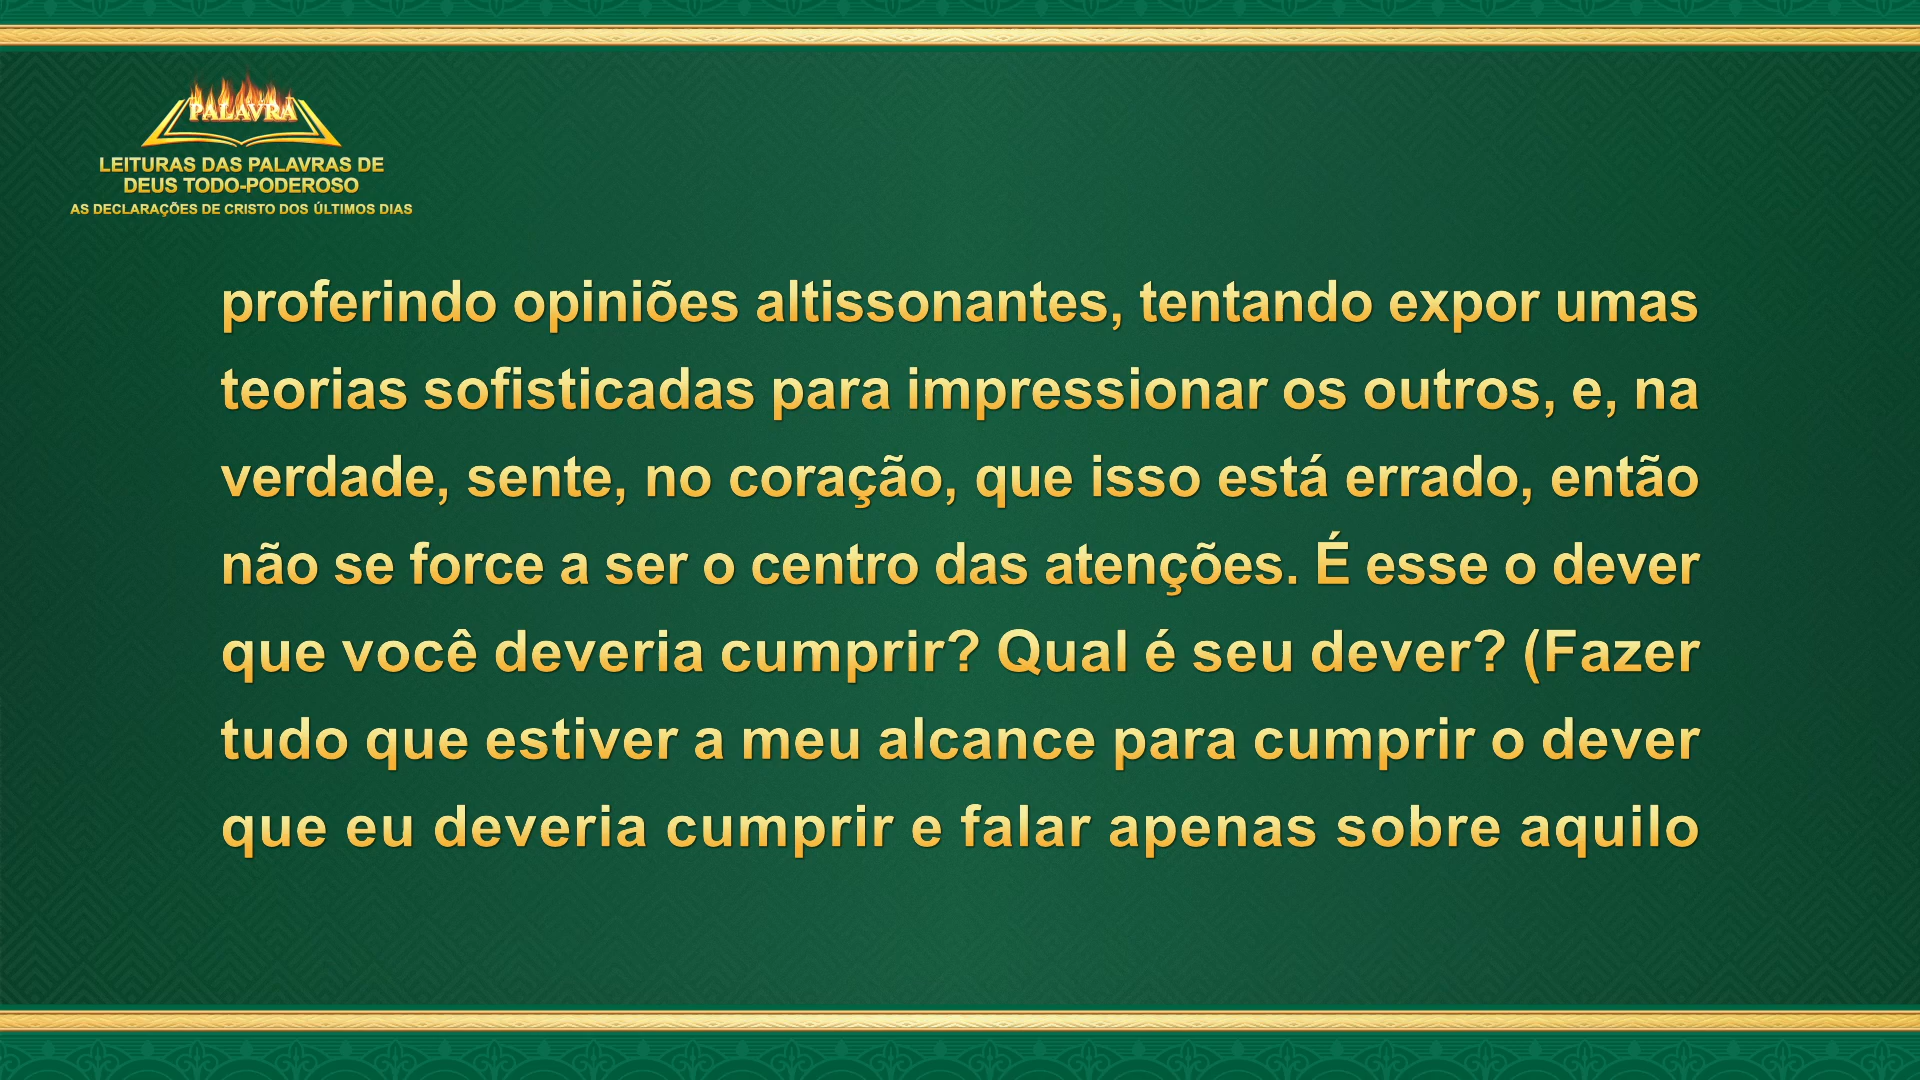 PALAVRA
LEITURAS DAS PALAVRAS DE
DEUS TODO-PODEROSO
AS DECLARAÇÕES DE CRISTO DOS ÚLTIMOS DIAS
proferindo opiniões altissonantes, tentando expor umas
teorias sofisticadas para impressionar os outros, e, na
verdade, sente, no coração, que isso está errado, então
não se force a ser o centro das atenções. É esse o dever
que você deveria cumprir? Qual é seu dever? (Fazer
tudo que estiver a meu alcance para cumprir o dever
que eu deveria cumprir e falar apenas sobre aquilo